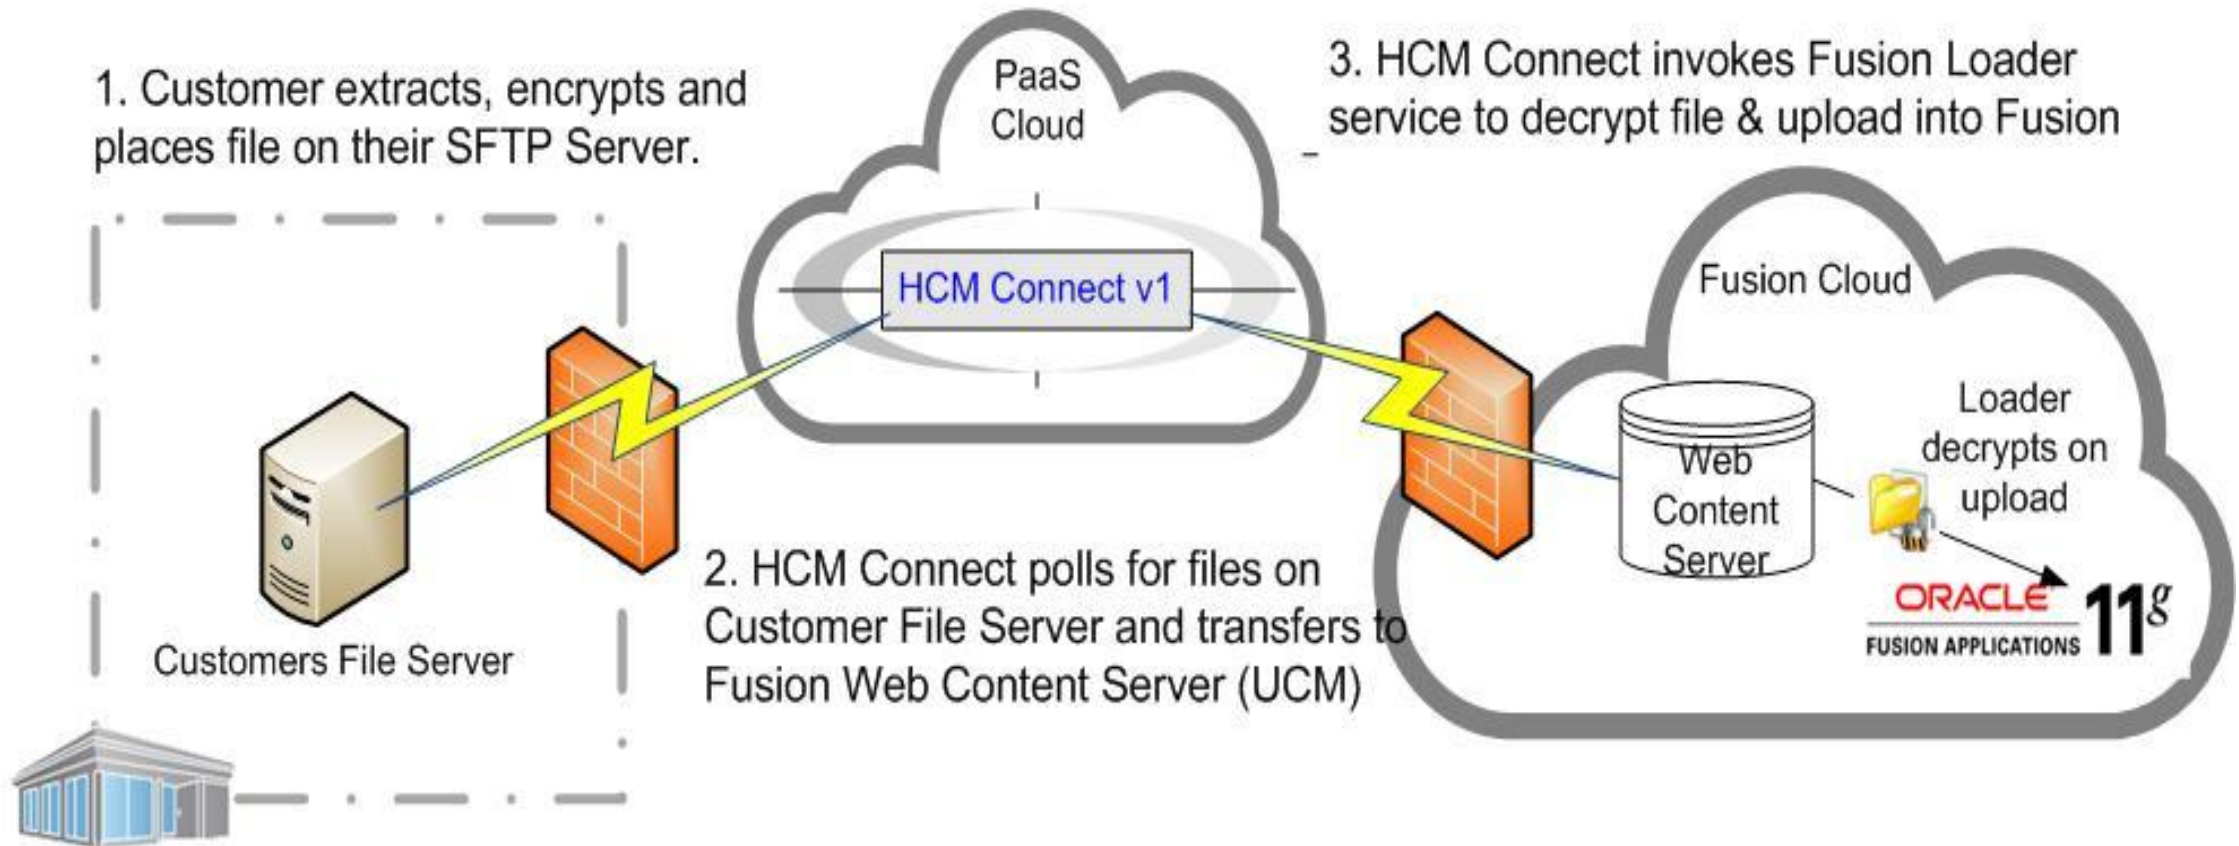 1. Customer extracts, encrypts and
places file on their SFTP Server.
PaaS
Cloud
3. HCM Connect invokes Fusion Loader
service to decrypt file & upload into Fusion
HCM Connect v1
Fusion Cloud
Customers File Server
2. HCM Connect polls for files on
Customer File Server and transfers to
Fusion Web Content Server (UCM)
Web
Content
Server
Loader
decrypts on
upload
ORACLE
FUSION APPLICATIONS 11g